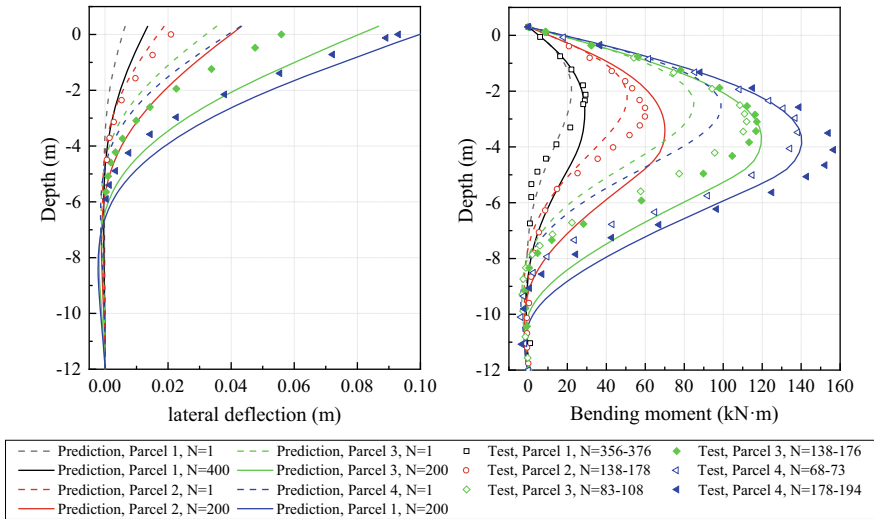 0
-2
-4
-6
-8
-10
-12
Depth (m)
0.00 0.02 0.04 0.06 0.08 0.10
lateral deflection (m)
0
-2
-4
-6
-8
-10
-12
Depth (m)
0 20 40 60 80 100 120 140 160
Bending moment (kN·m)
Prediction, Parcel 1, N=1
Prediction, Parcel 1, N=400
Prediction, Parcel 2, N=1
Prediction, Parcel 2, N=200
Prediction, Parcel 3, N=1
Prediction, Parcel 3, N=200
Prediction, Parcel 4, N=1
Prediction, Parcel 1, N=200
Test, Parcel 1, N=356-376
Test, Parcel 2, N=138-178
Test, Parcel 3, N=83-108
Test, Parcel 3, N=138-176
Test, Parcel 4, N=68-73
Test, Parcel 4, N=178-194